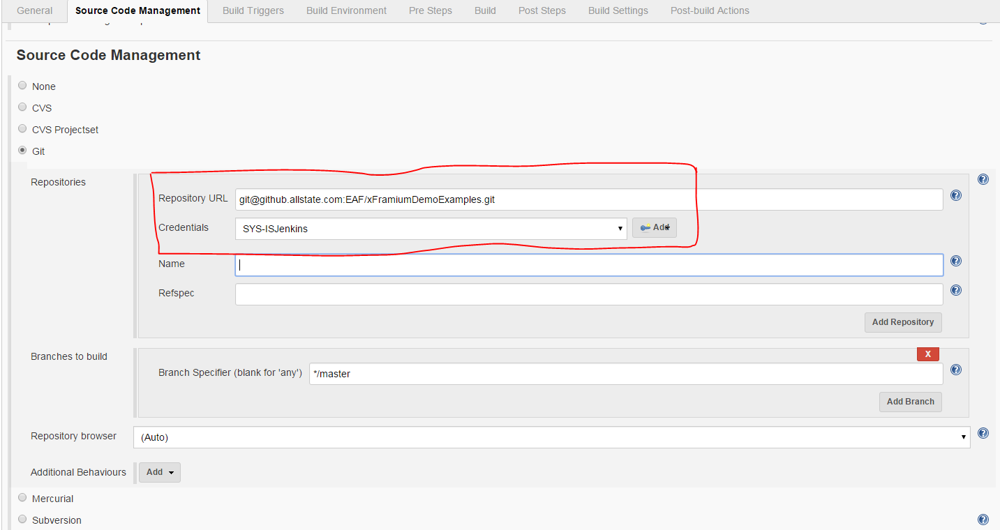 General Source Code Management Build Triggers Build Environment Pre Steps Build Post Steps Build Settings Post-build Actions
Source Code Management
None
CVS
CVS Projectset
Git
Repositories
Repository URL git@github.allstate.com:EAF/xFramiumDemoExamples.git
Credentials SYS-ISJenkins Add
Name
Refspec
Add Repository
Branches to build
X
Branch Specifier (blank for 'any') */master
Add Branch
Repository browser (Auto)
Additional Behaviours Add
Mercurial
Subversion